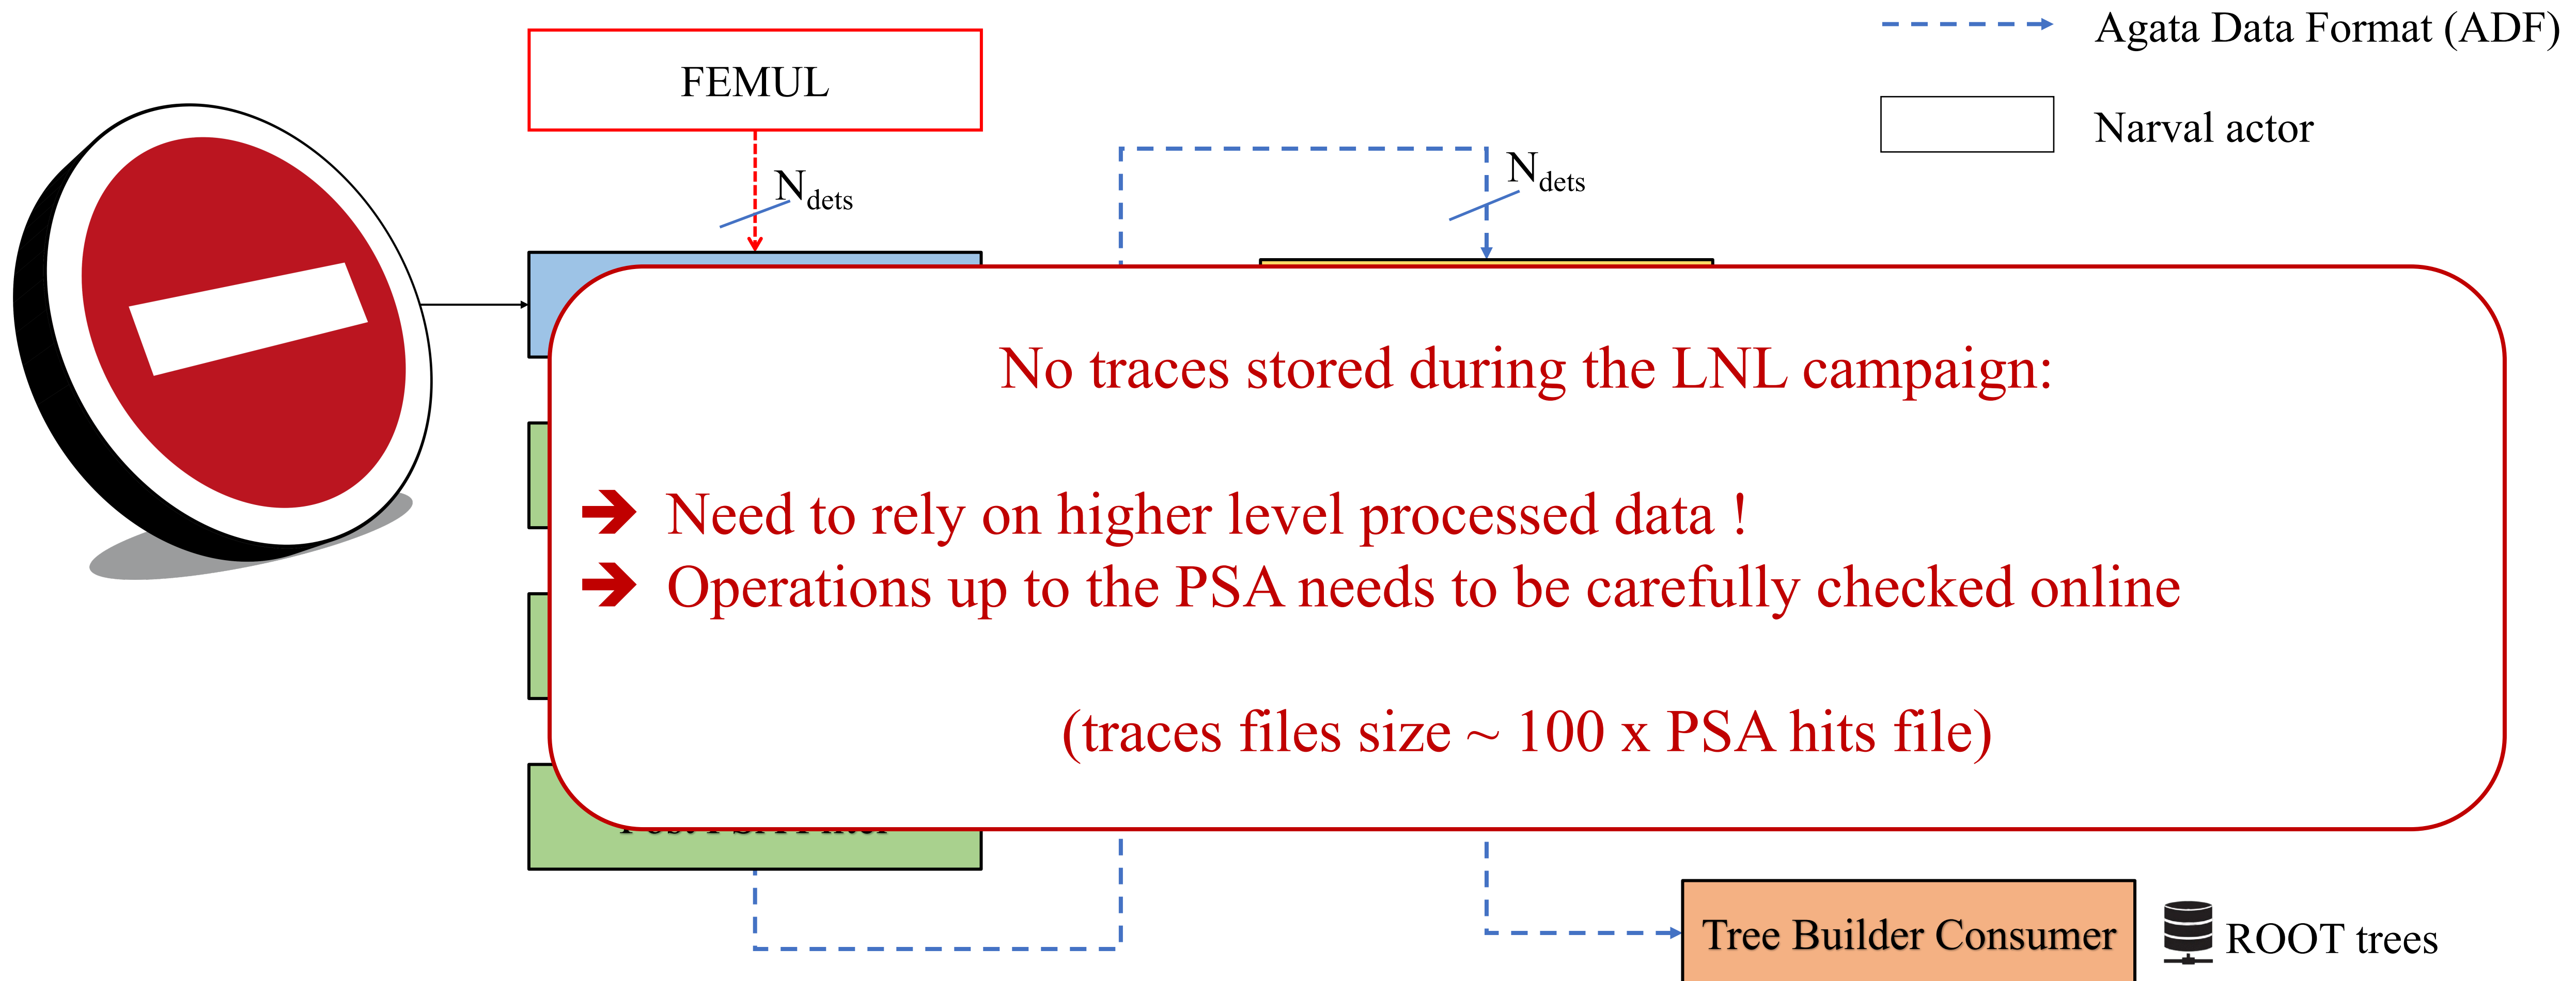 Agata Data Format (ADF)
FEMUL
Narval actor
N_dets
N_dets
No traces stored during the LNL campaign:
➔ Need to rely on higher level processed data !
➔ Operations up to the PSA needs to be carefully checked online
(traces files size ~ 100 x PSA hits file)
Tree Builder Consumer
ROOT trees